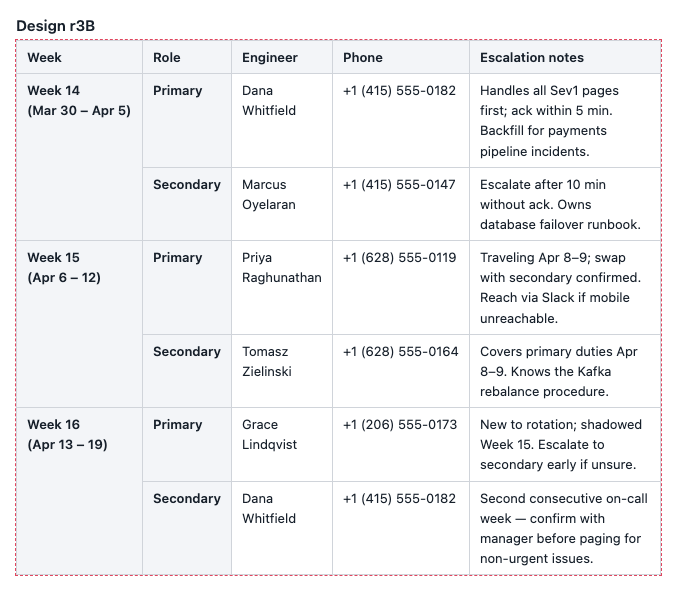 Design r3B
Week Role Engineer Phone Escalation notes
Week 14
(Mar 30 – Apr 5)
Primary
Dana
Whitfield
+1 (415) 555-0182
Handles all Sev1 pages
first; ack within 5 min.
Backfill for payments
pipeline incidents.
Secondary
Marcus
Oyelaran
+1 (415) 555-0147
Escalate after 10 min
without ack. Owns
database failover runbook.
Week 15
(Apr 6 – 12)
Primary
Priya
Raghunathan
+1 (628) 555-0119
Traveling Apr 8–9; swap
with secondary confirmed.
Reach via Slack if mobile
unreachable.
Secondary
Tomasz
Zielinski
+1 (628) 555-0164
Covers primary duties Apr
8–9. Knows the Kafka
rebalance procedure.
Week 16
(Apr 13 – 19)
Primary
Grace
Lindqvist
+1 (206) 555-0173
New to rotation; shadowed
Week 15. Escalate to
secondary early if unsure.
Secondary
Dana
Whitfield
+1 (415) 555-0182
Second consecutive on-call
week — confirm with
manager before paging for
non-urgent issues.